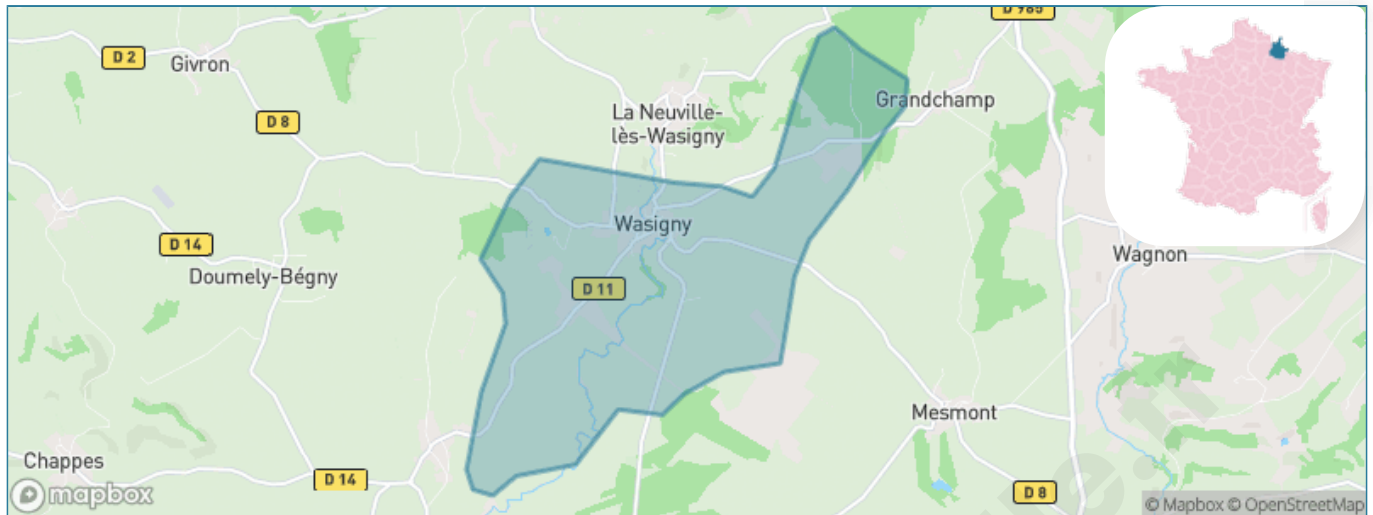 D 985
D 2
Givron
Grandchamp
La Neuville-
lès-Wasigny
D 8
Wasigny
D 14
Wagnon
Doumely-Bégny
D 11
Mesmont
Chappes
D 14
D 8
mapbox
© Mapbox © OpenStreetMap